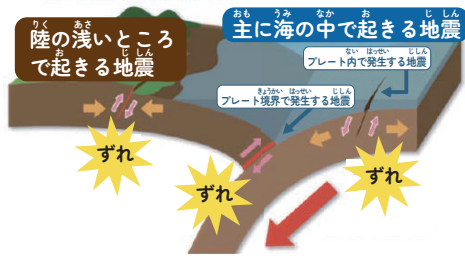 陸の浅いところ
で起きる地震
主に海の中で起きる地震
プレート内で発生する地震
プレート境界で発生する地震
ずれ
ずれ
ずれ